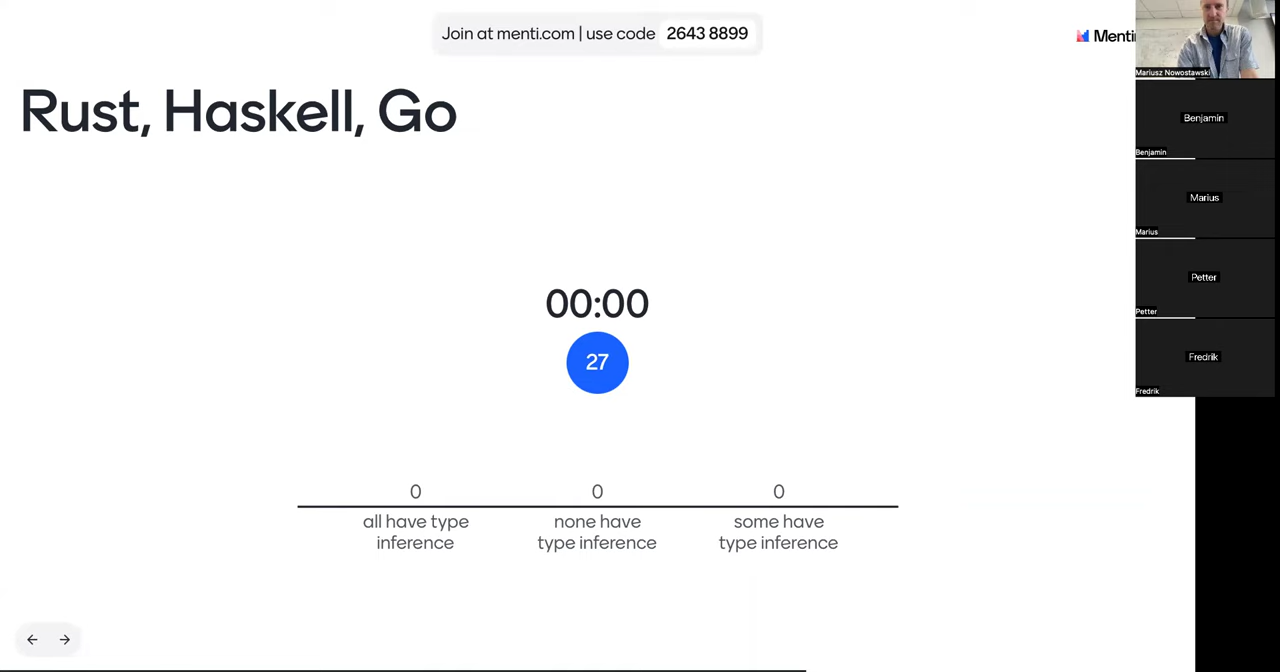 Join at menti.com | use code 2643 8899
Menti
Rust, Haskell, Go
00:00
27
0
0
0
all have type
inference
none have
type inference
some have
type inference
Mariusz Nowostawski
Benjamin
Benjamin
Marius
Marius
Petter
Petter
Fredrik
Fredrik